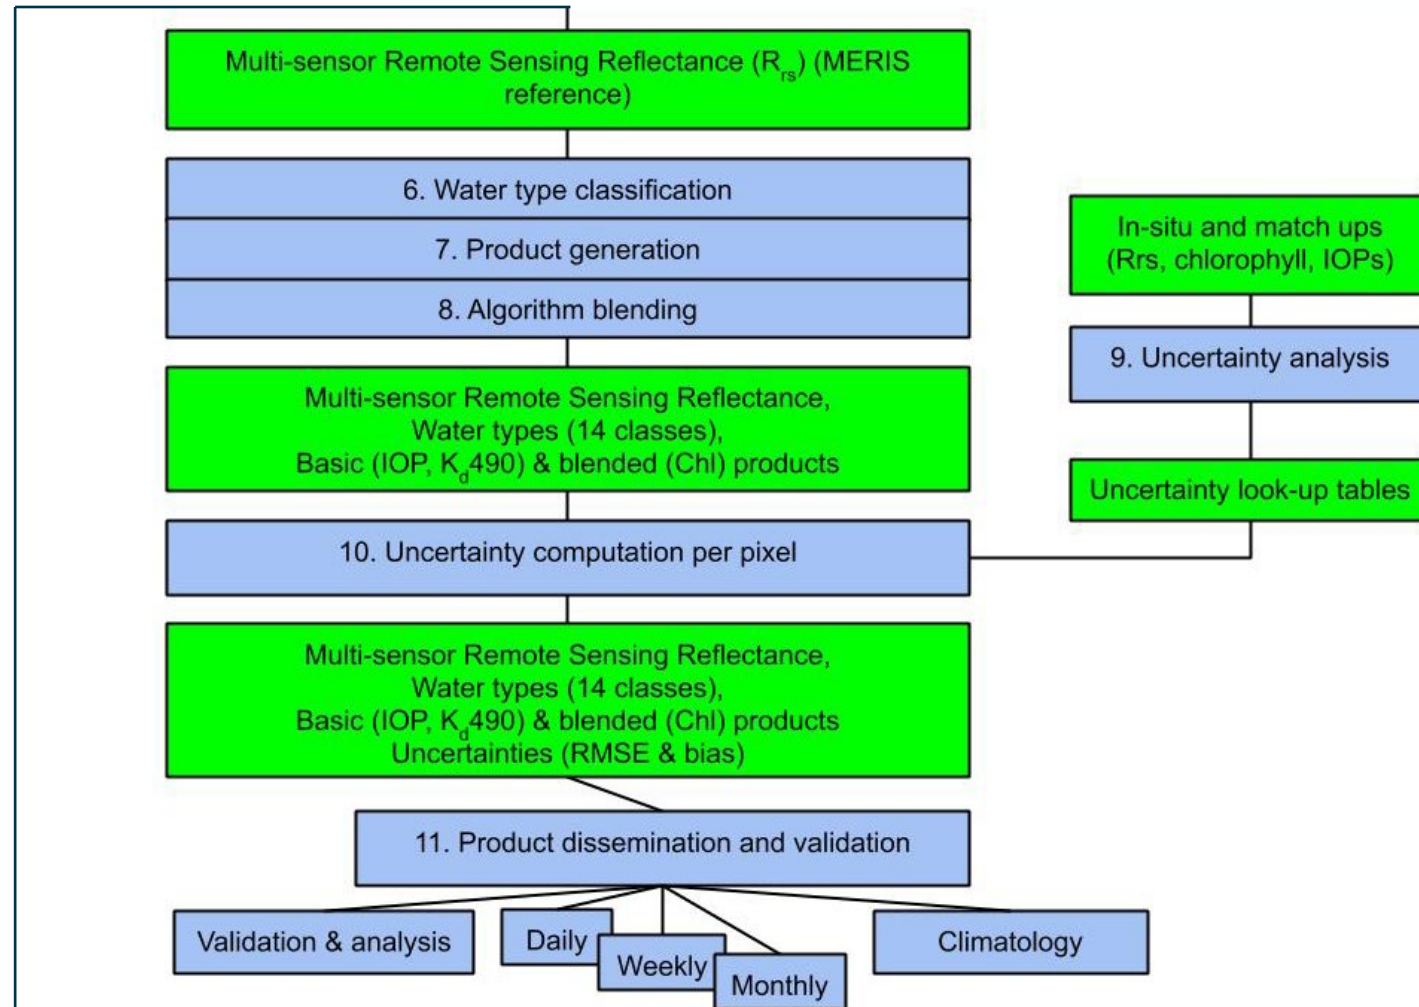 Multi-sensor Remote Sensing Reflectance (Rrs) (MERIS
reference)
6. Water type classification
7. Product generation
8. Algorithm blending
In-situ and match ups
(Rrs, chlorophyll, IOPs)
9. Uncertainty analysis
Multi-sensor Remote Sensing Reflectance,
Water types (14 classes),
Basic (IOP, Kd490) & blended (Chl) products
Uncertainty look-up tables
10. Uncertainty computation per pixel
Multi-sensor Remote Sensing Reflectance,
Water types (14 classes),
Basic (IOP, Kd490) & blended (Chl) products
Uncertainties (RMSE & bias)
11. Product dissemination and validation
Validation & analysis
Daily
Weekly
Monthly
Climatology